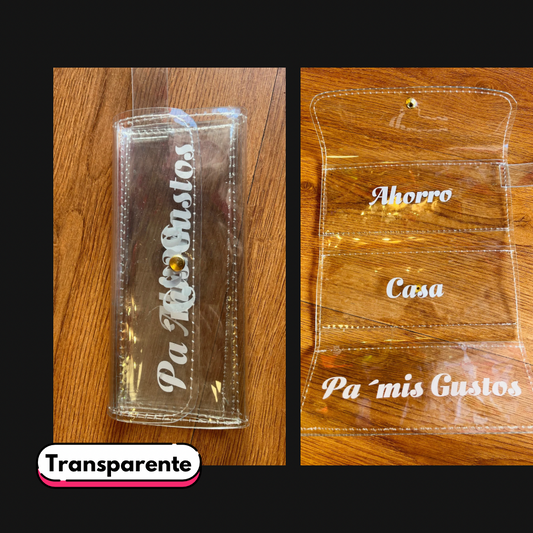 Pa ´mis Gustos
Ahorro
Casa
Pa ´mis Gustos
Transparente